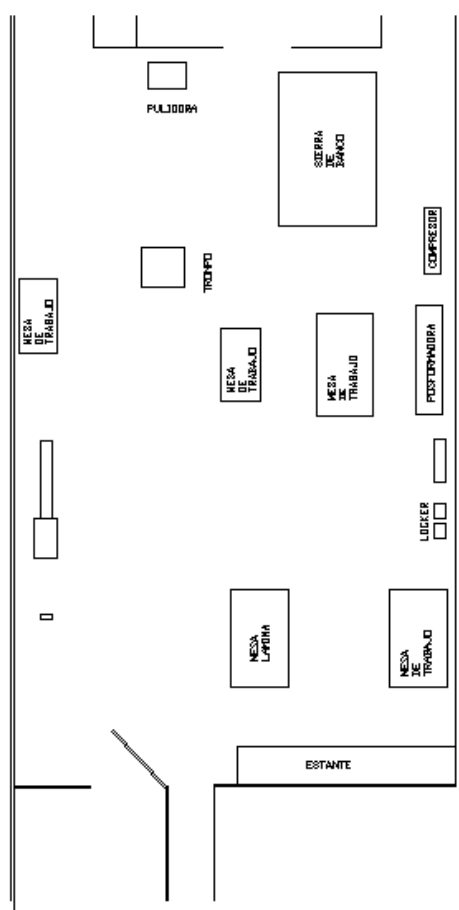 PULIDORA
SIERRA
DE
BANCO
COMPRESOR
TROMPO
MESA
DE
TRABAJO
MESA
DE
TRABAJO
MESA
DE
TRABAJO
POSFORMADORA
LOCKER
MESA
LAMINA
MESA
DE
TRABAJO
ESTANTE